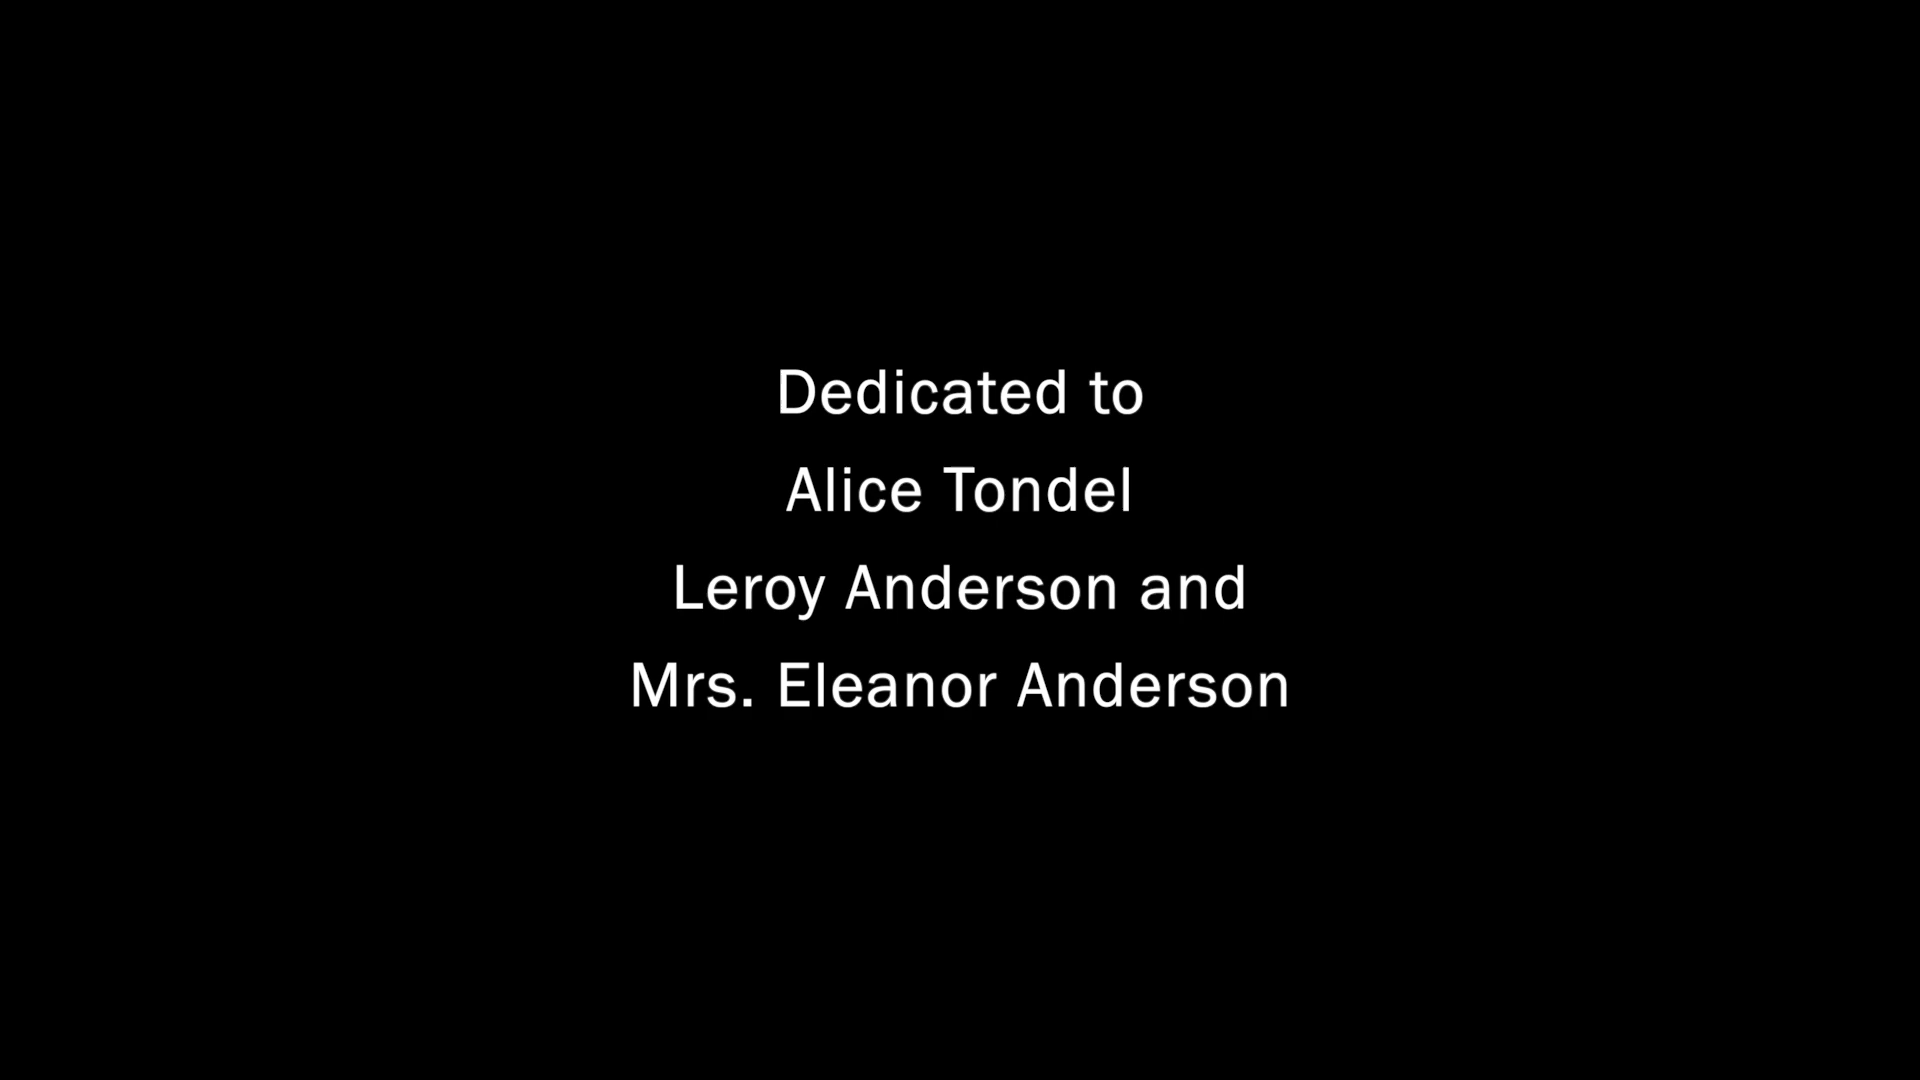 Dedicated to
Alice Tondel
Leroy Anderson and
Mrs. Eleanor Anderson